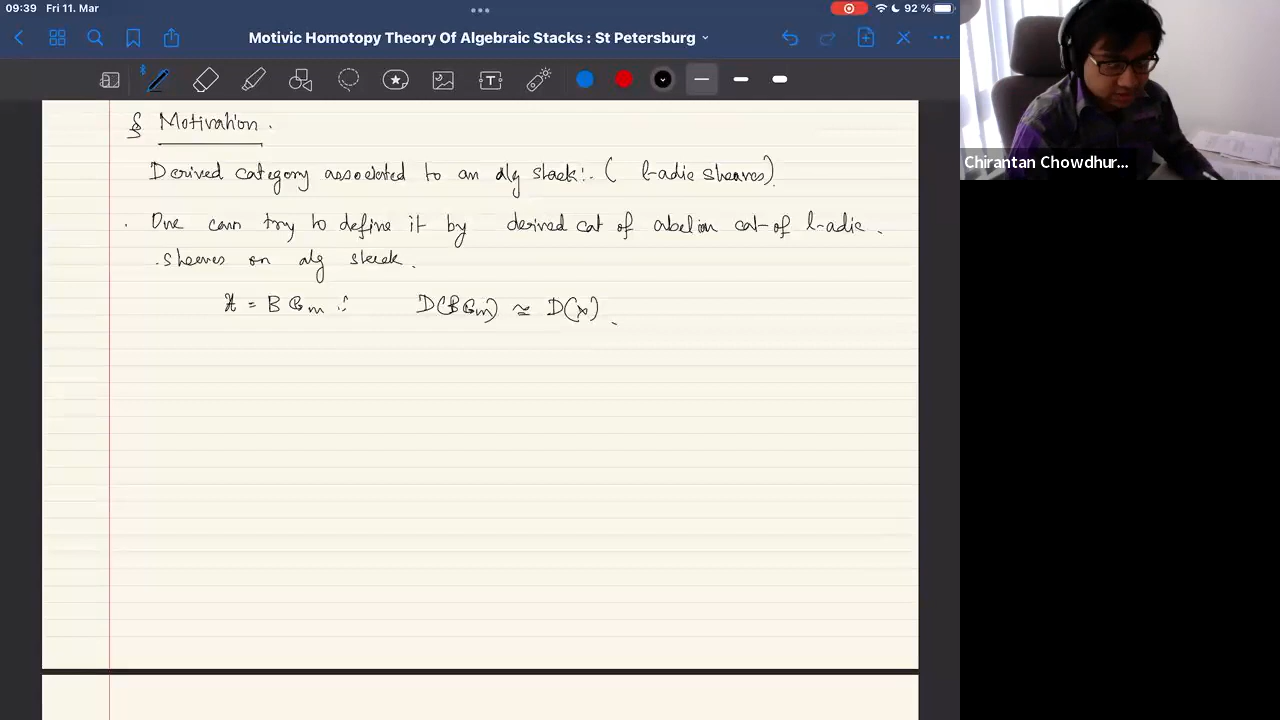 09:39 Fri 11. Mar
92 %
Motivic Homotopy Theory Of Algebraic Stacks : St Petersburg
§ Motivation.
Derived category associated to an alg stack:. ( l-adic sheaves).
. One can try to define it by derived cat of abelian cat of l-adic.
.sheaves on alg stack.
X = B Gm : D(BGm) ≃ D(*) .
Chirantan Chowdhur...